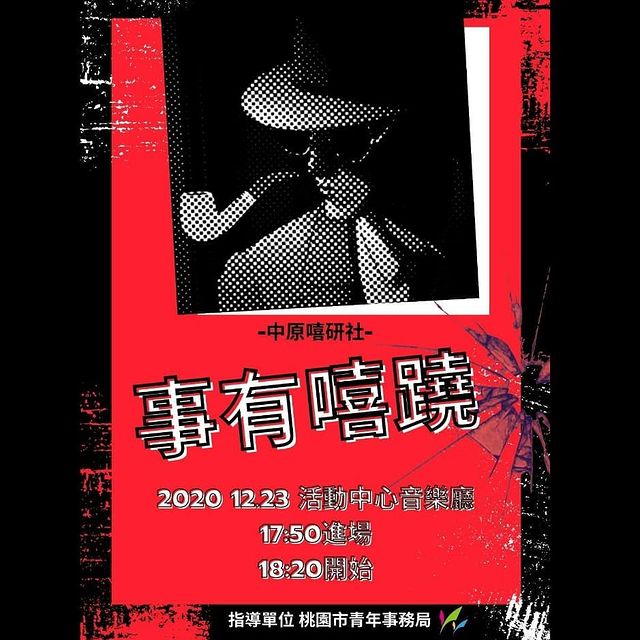 -中原嘻研社-
事有嘻蹺
2020 12.23 活動中心音樂廳
17:50進場
18:20開始
指導單位 桃園市青年事務局